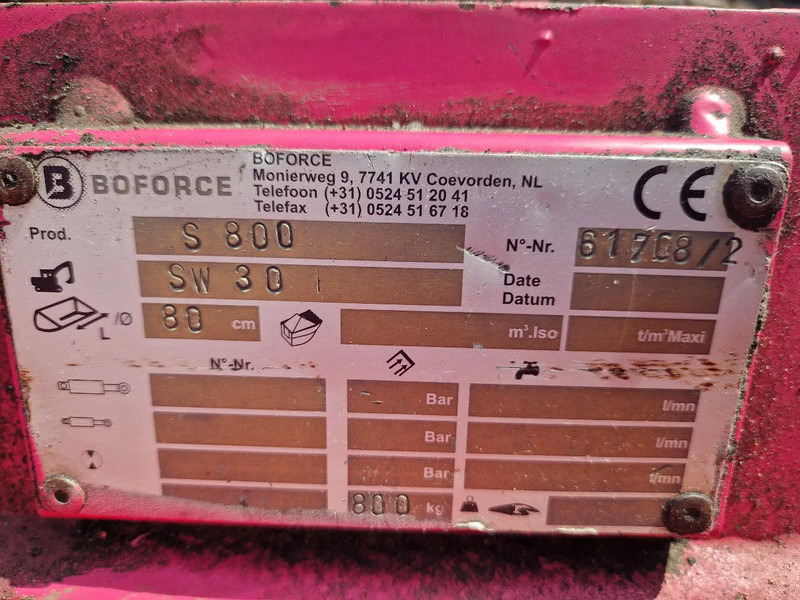 B BOFORCE
BOFORCE
Monierweg 9, 7741 KV Coevorden, NL
Telefoon (+31) 0524 51 20 41
Telefax (+31) 0524 51 67 18
CE
Prod. S 800 N°-Nr.
SW 30 Date
Datum
L /Ø 80 cm m³.Iso t/m³Maxi
N°-Nr.
Bar l/mn
Bar l/mn
Bar l/mn
800 kg